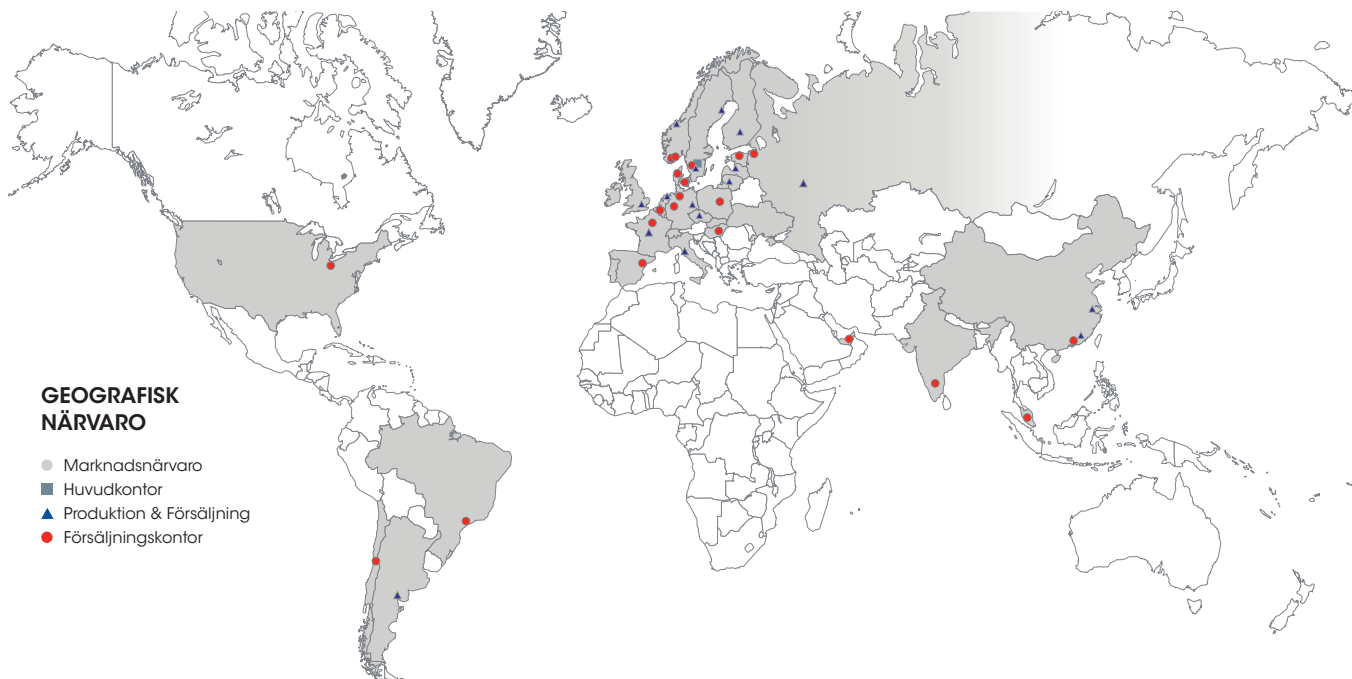 GEOGRAFISK
NÄRVARO
Marknadsnärvaro
Huvudkontor
Produktion & Försäljning
Försäljningskontor